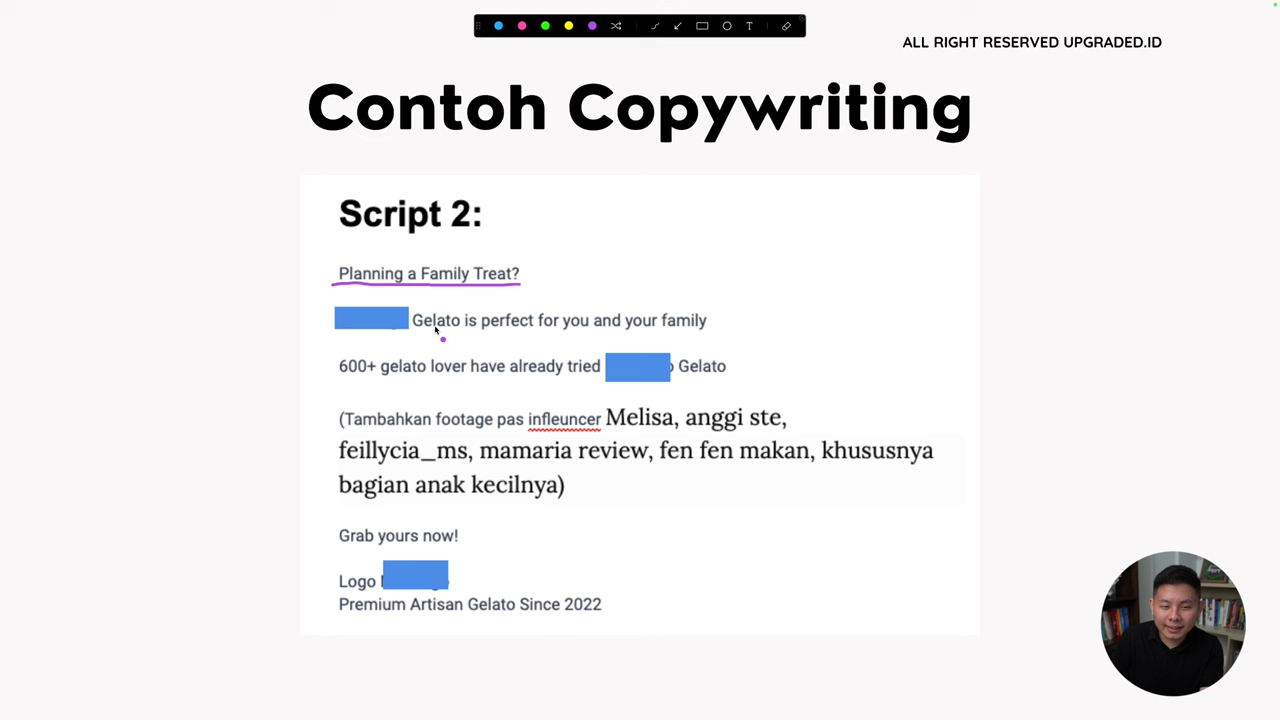 ALL RIGHT RESERVED UPGRADED.ID
Contoh Copywriting
Script 2:
Planning a Family Treat?
Gelato is perfect for you and your family
600+ gelato lover have already tried Gelato
(Tambahkan footage pas infleuncer Melisa, anggi ste,
feillycia_ms, mamaria review, fen fen makan, khususnya
bagian anak kecilnya)
Grab yours now!
Logo
Premium Artisan Gelato Since 2022